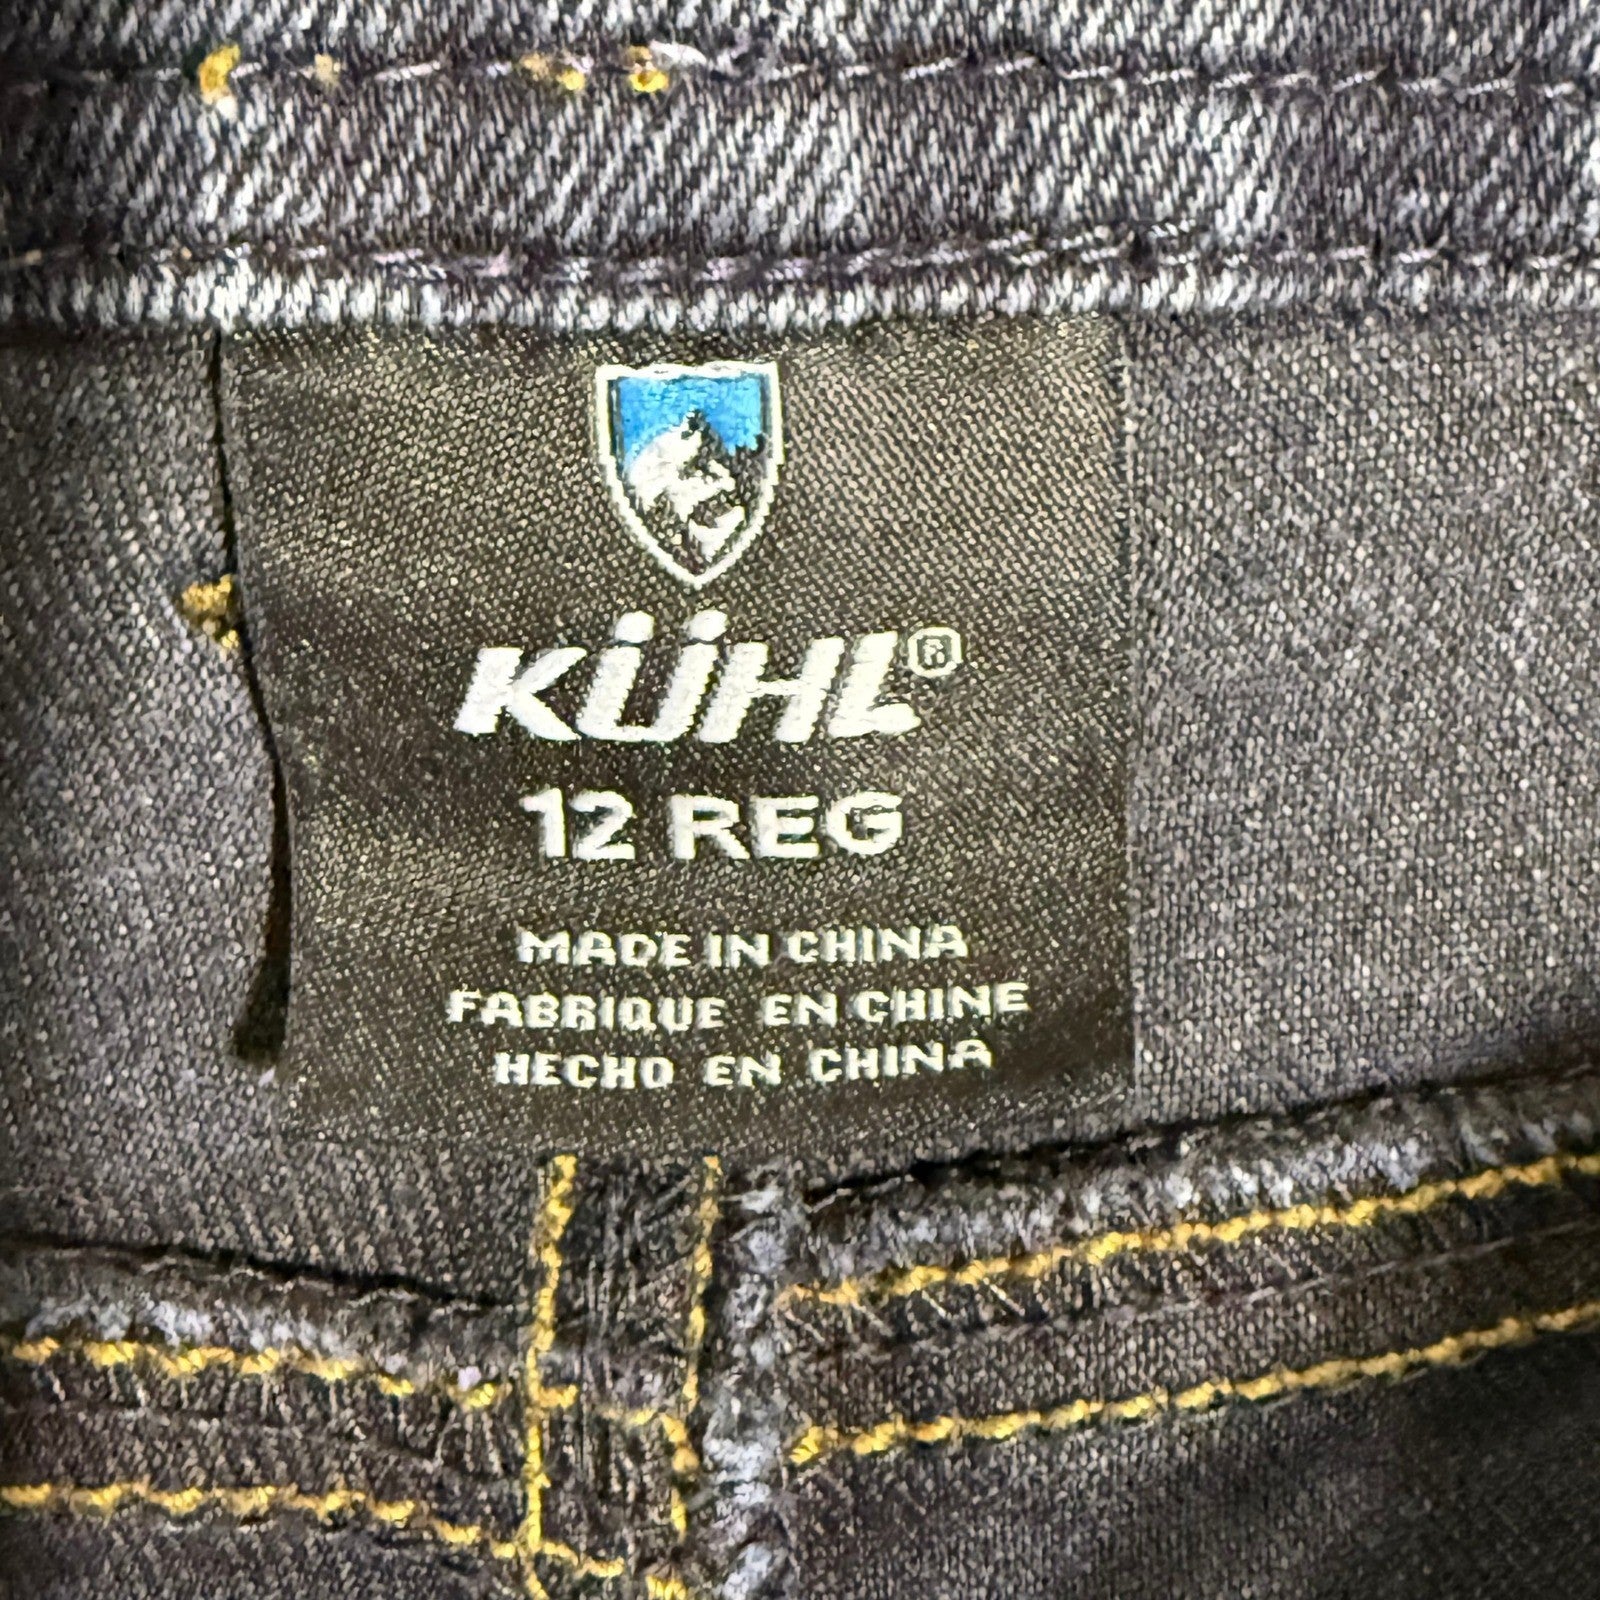 KÜHL®
12 REG
MADE IN CHINA
FABRIQUE EN CHINE
HECHO EN CHINA